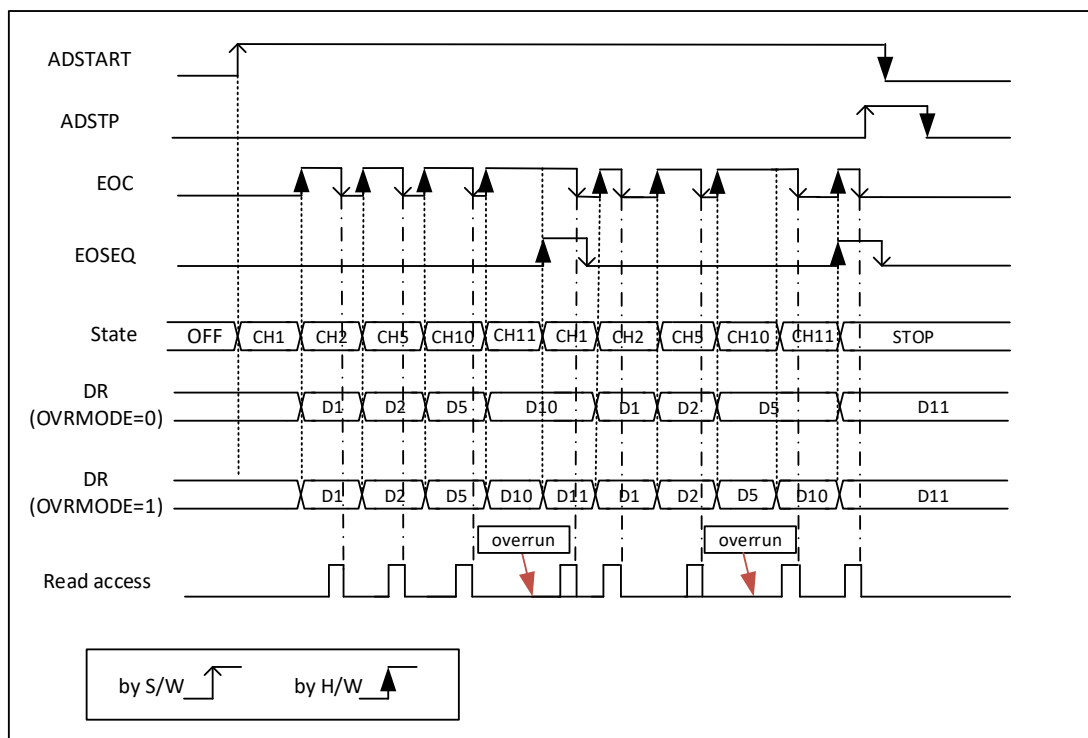 ADSTART
ADSTP
EOC
EOSEQ
State OFF CH1 CH2 CH5 CH10 CH11 CH1 CH2 CH5 CH10 CH11 STOP
DR
(OVRMODE=0) D1 D2 D5 D10 D1 D2 D5 D11
DR
(OVRMODE=1) D1 D2 D5 D10 D11 D1 D2 D5 D10 D11
overrun overrun
Read access
by S/W by H/W